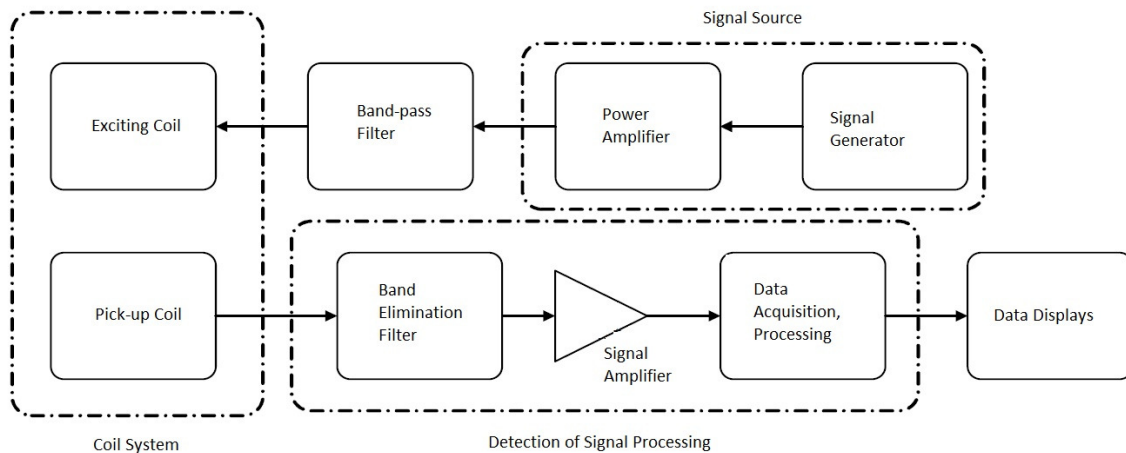 Signal Source
Exciting Coil
Band-pass
Filter
Power
Amplifier
Signal
Generator
Pick-up Coil
Band
Elimination
Filter
Signal
Amplifier
Data
Acquisition,
Processing
Data Displays
Coil System
Detection of Signal Processing